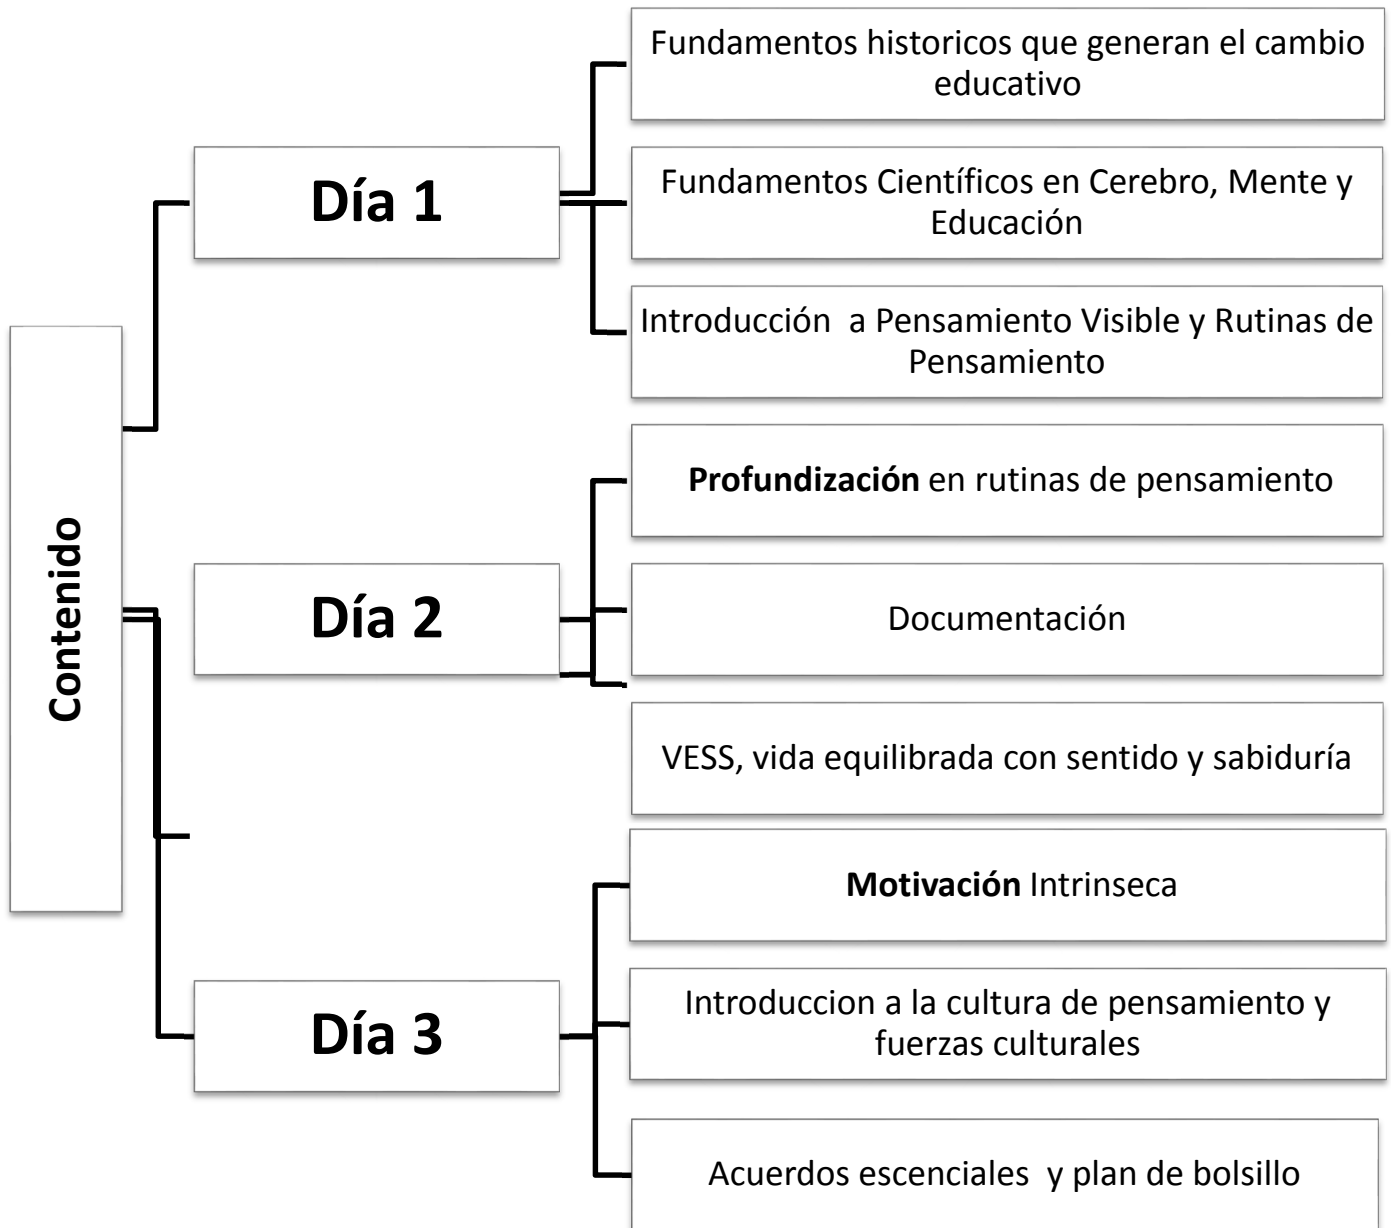 Contenido
Día 1
Fundamentos historicos que generan el cambio
educativo
Fundamentos Científicos en Cerebro, Mente y
Educación
Introducción  a Pensamiento Visible y Rutinas de
Pensamiento
Día 2
Profundización en rutinas de pensamiento
Documentación
VESS, vida equilibrada con sentido y sabiduría
Día 3
Motivación Intrinseca
Introduccion a la cultura de pensamiento y
fuerzas culturales
Acuerdos escenciales  y plan de bolsillo